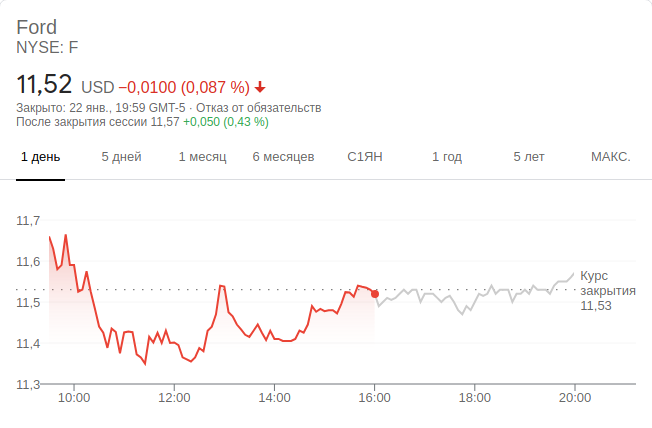 Ford
NYSE: F
11,52 USD −0,0100 (0,087 %)
Закрыто: 22 янв., 19:59 GMT-5 · Отказ от обязательств
После закрытия сессии 11,57 +0,050 (0,43 %)
1 день 5 дней 1 месяц 6 месяцев С1ЯН 1 год 5 лет МАКС.
11,7
11,6
11,5
11,4
11,3
Курс
закрытия
11,53
10:00 12:00 14:00 16:00 18:00 20:00